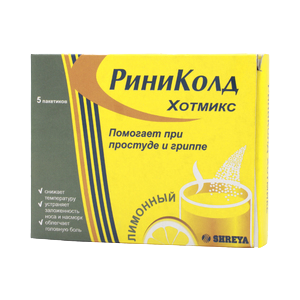 РиниКолд
Хотмикс
5 пакетиков
Помогает при
простуде и гриппе
снижает
температуру
устраняет
заложенность
носа и насморк
облегчает
головную боль
ЛИМОННЫЙ
SHREYA